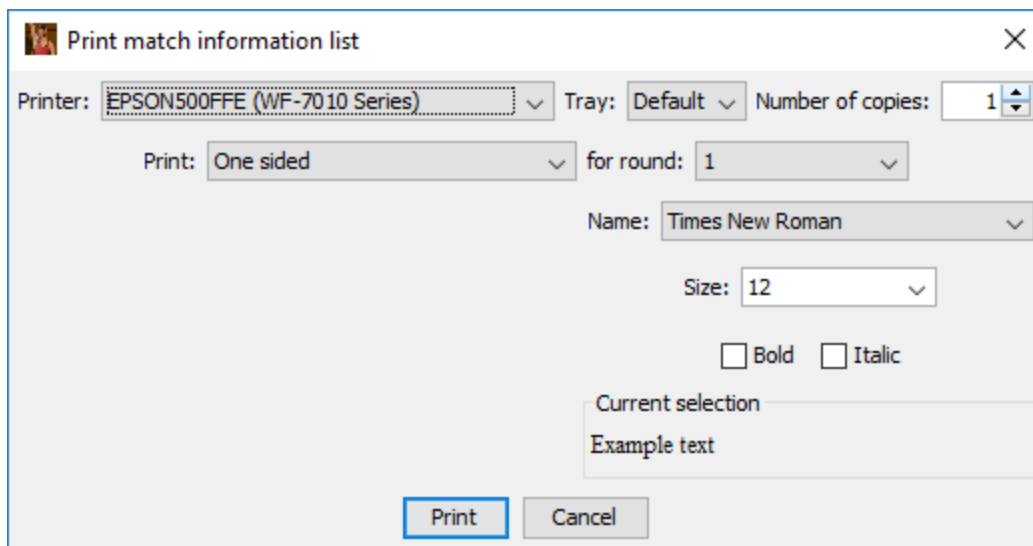 Print match information list
Printer: EPSON500FFE (WF-7010 Series) Tray: Default Number of copies: 1
Print: One sided for round: 1
Name: Times New Roman
Size: 12
Bold Italic
Current selection
Example text
Print Cancel